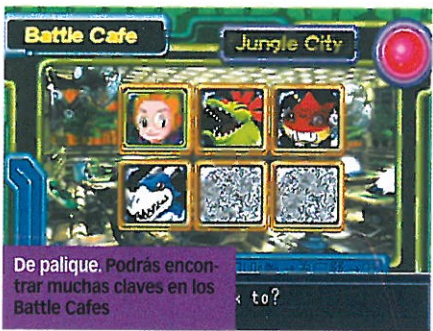 Battle Cafe
Jungle City
De palique. Podrás encon-
trar muchas claves en los
Battle Cafes
to?